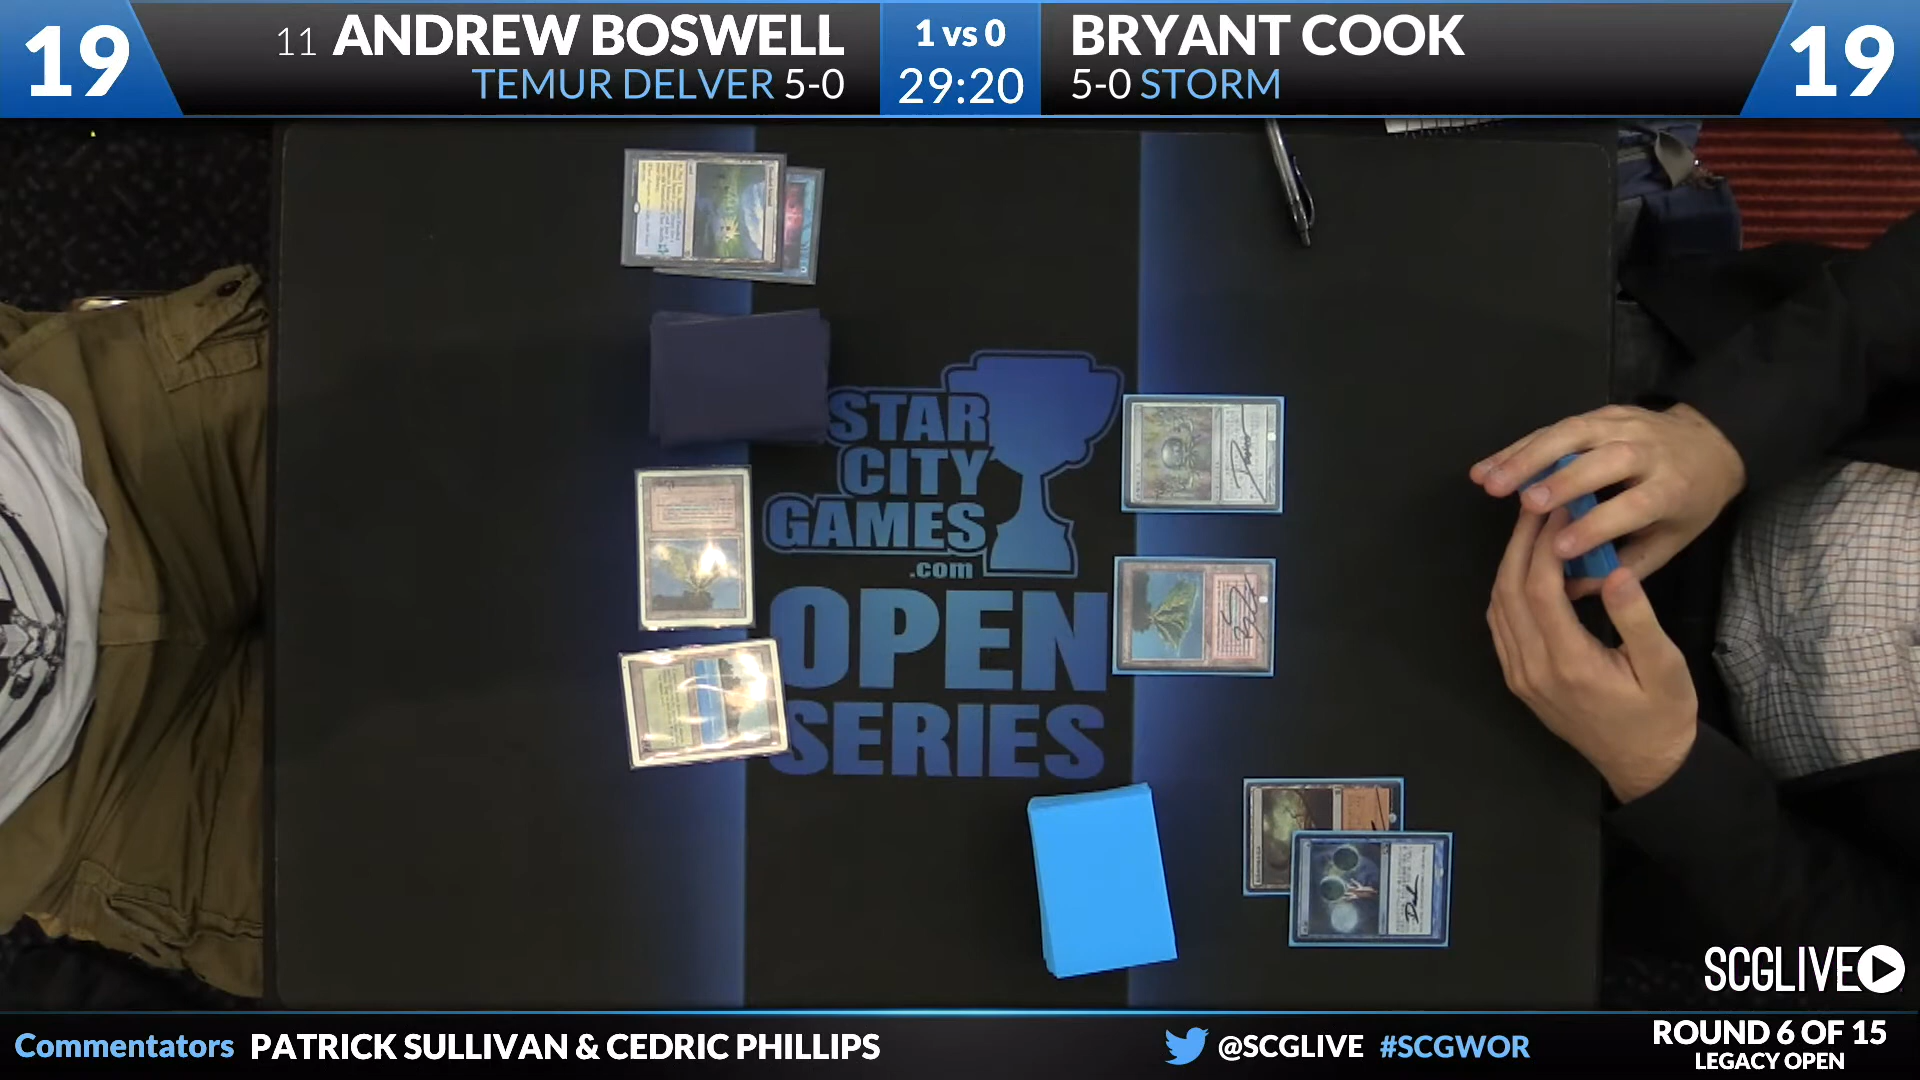 19
11 ANDREW BOSWELL
TEMUR DELVER 5-0
1 vs 0
29:20
BRYANT COOK
5-0 STORM
19
STAR
CITY
GAMES
.com
OPEN
SERIES
SCGLIVE
Commentators PATRICK SULLIVAN & CEDRIC PHILLIPS
@SCGLIVE #SCGWOR
ROUND 6 OF 15
LEGACY OPEN